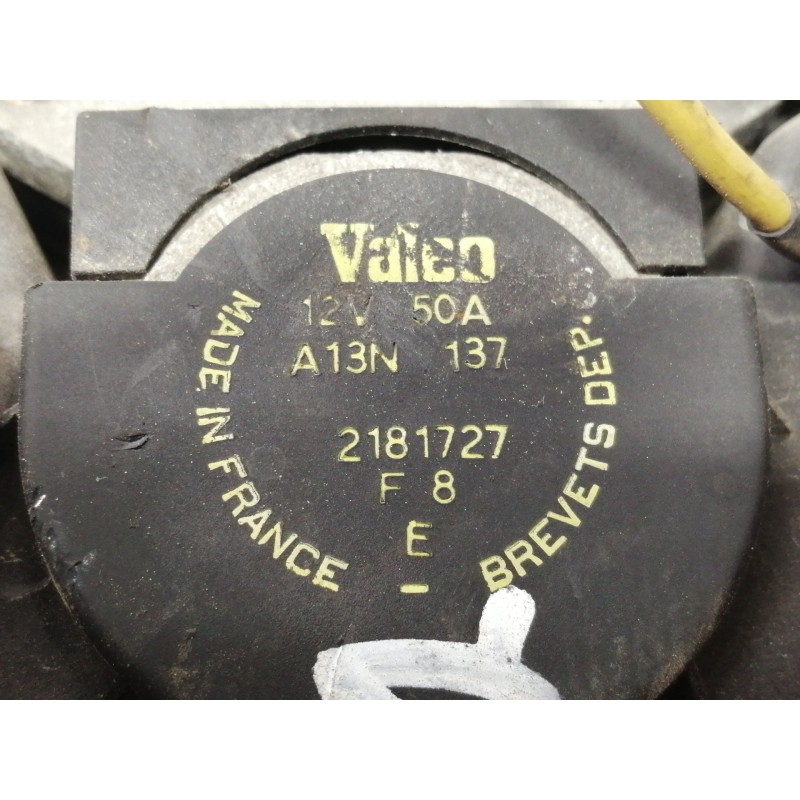 Valeo
12V 50A
A13N 137
2181727
F 8
E
-
MADE IN FRANCE
BREVETS DEP.